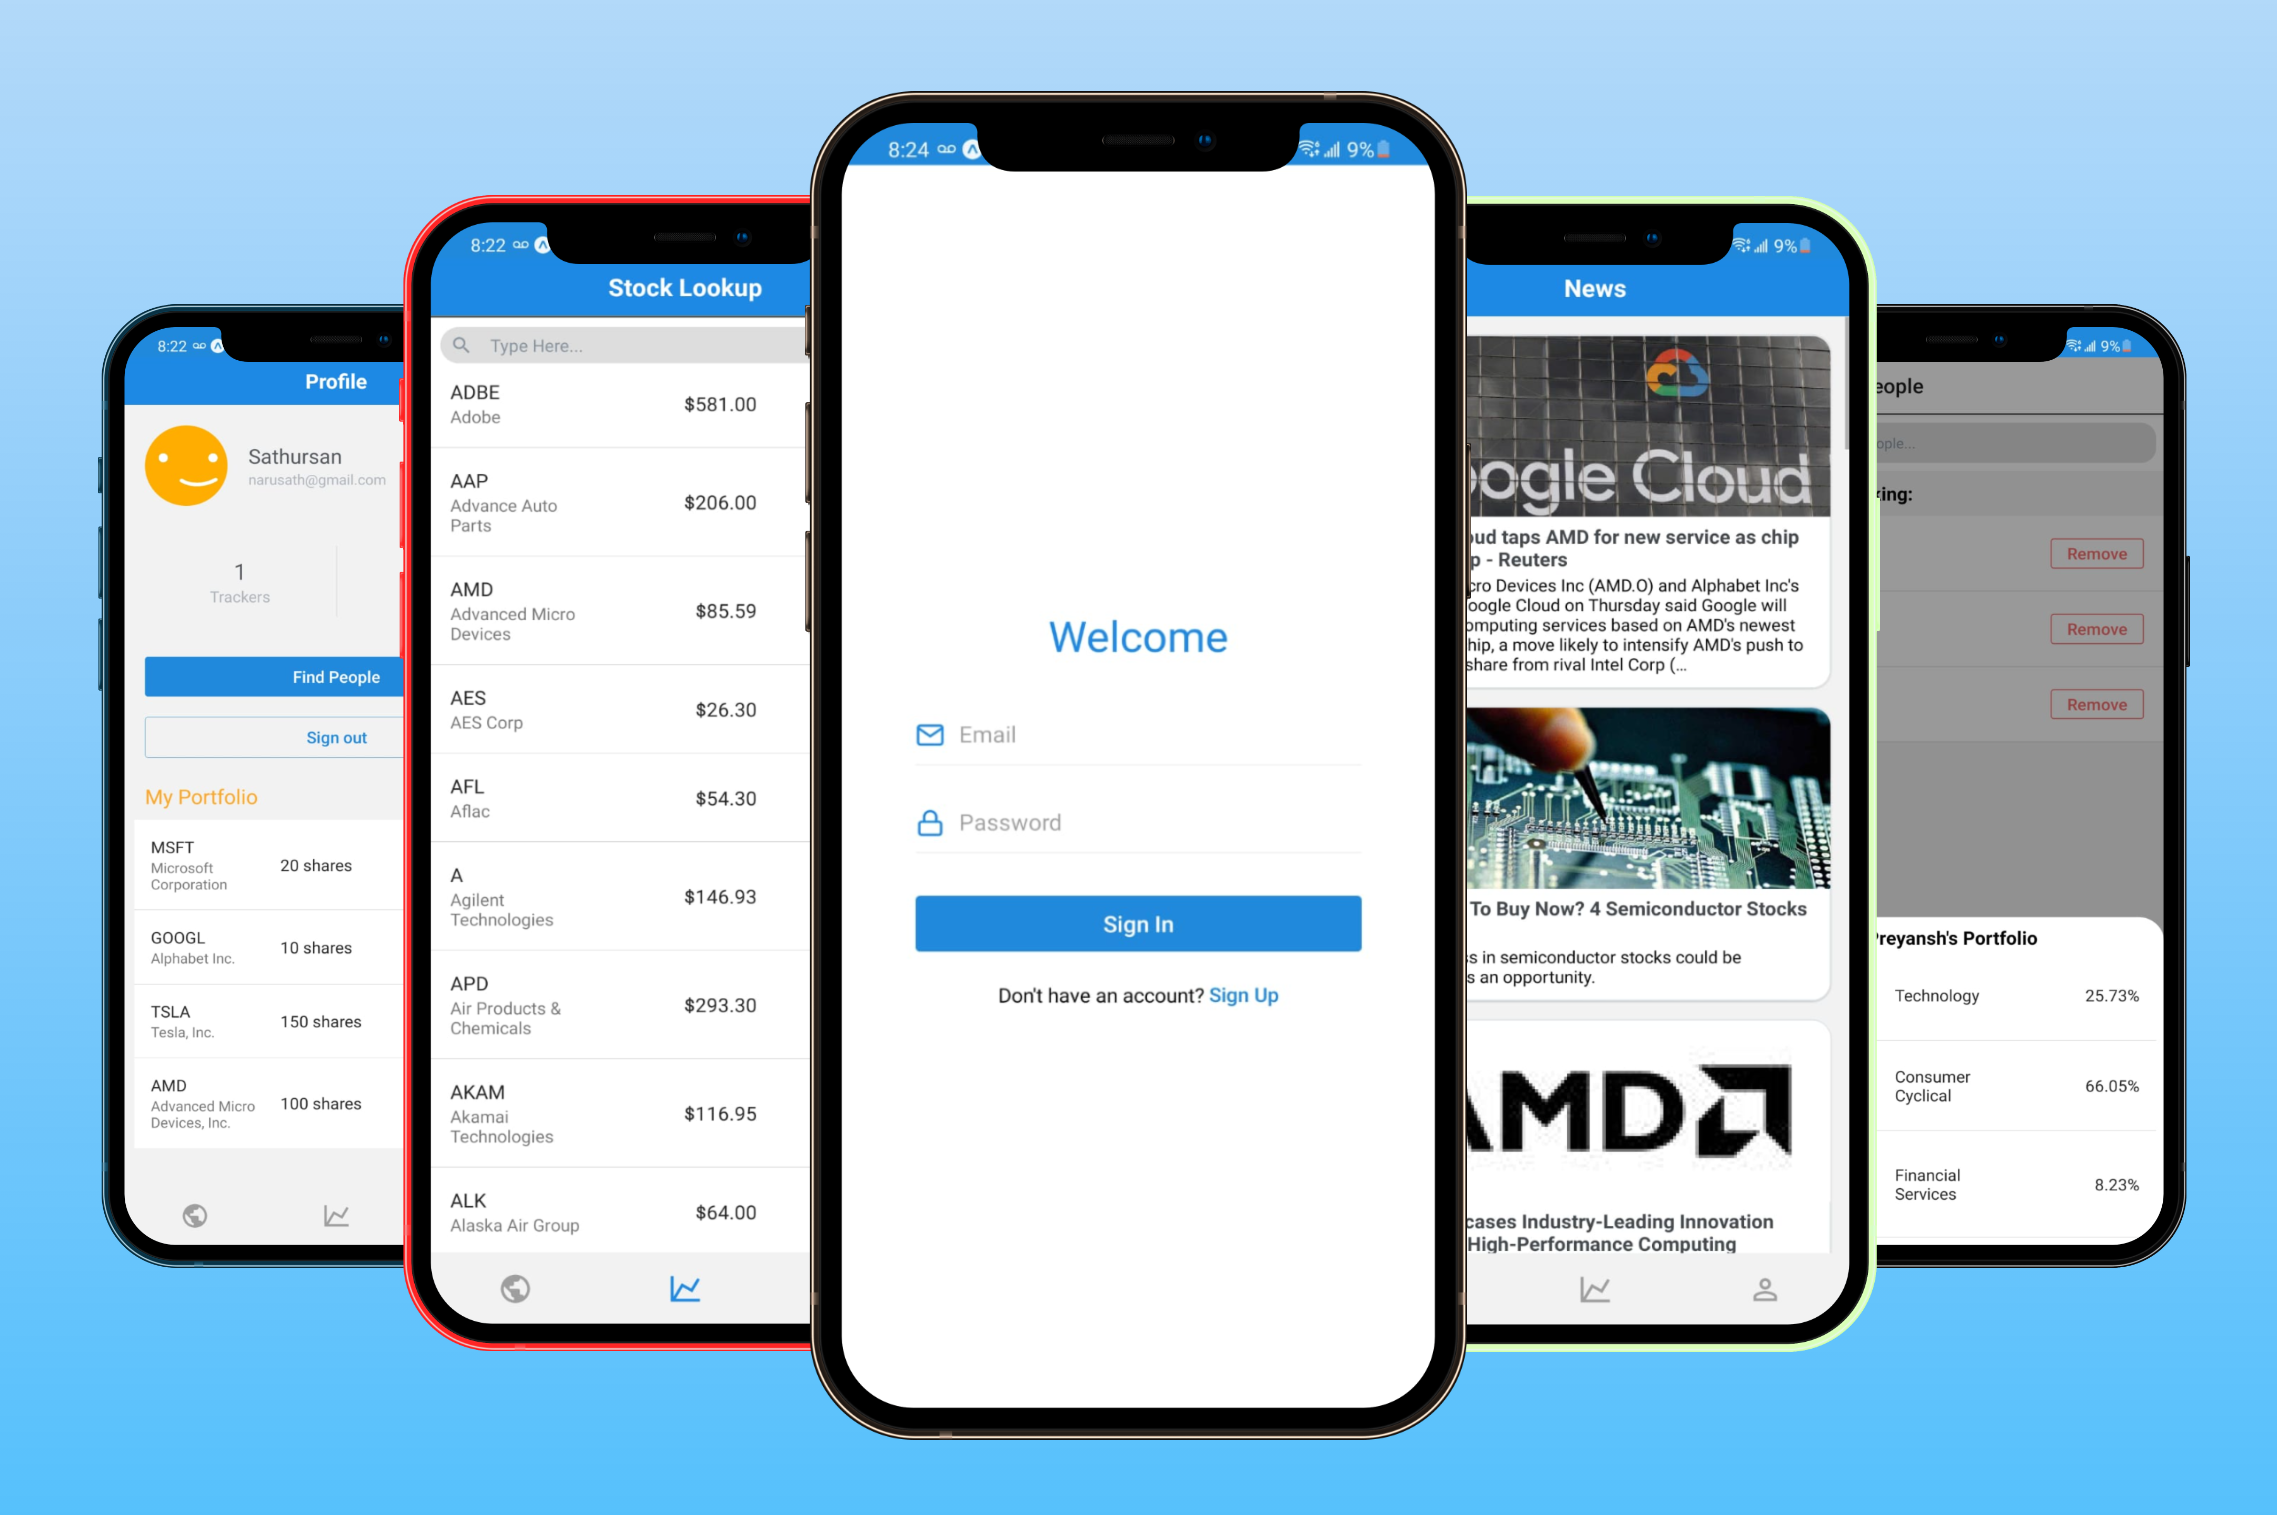 8:22
Profile
Sathursan
narusath@gmail.com
1
Trackers
Find People
Sign out
My Portfolio
MSFT
Microsoft
Corporation
20 shares
GOOGL
Alphabet Inc.
10 shares
TSLA
Tesla, Inc.
150 shares
AMD
Advanced Micro
Devices, Inc.
100 shares
8:22
Stock Lookup
Type Here...
ADBE
Adobe
$581.00
AAP
Advance Auto
Parts
$206.00
AMD
Advanced Micro
Devices
$85.59
AES
AES Corp
$26.30
AFL
Aflac
$54.30
A
Agilent
Technologies
$146.93
APD
Air Products &
Chemicals
$293.30
AKAM
Akamai
Technologies
$116.95
ALK
Alaska Air Group
$64.00
8:24
9%
Welcome
Email
Password
Sign In
Don't have an account? Sign Up
9%
News
ogle Cloud
ud taps AMD for new service as chip
p - Reuters
cro Devices Inc (AMD.O) and Alphabet Inc's
oogle Cloud on Thursday said Google will
omputing services based on AMD's newest
hip, a move likely to intensify AMD's push to
share from rival Intel Corp (...
To Buy Now? 4 Semiconductor Stocks
s in semiconductor stocks could be
s an opportunity.
AMD
cases Industry-Leading Innovation
High-Performance Computing
9%
eople
ople...
king:
Remove
Remove
Remove
Preyansh's Portfolio
Technology
25.73%
Consumer
Cyclical
66.05%
Financial
Services
8.23%